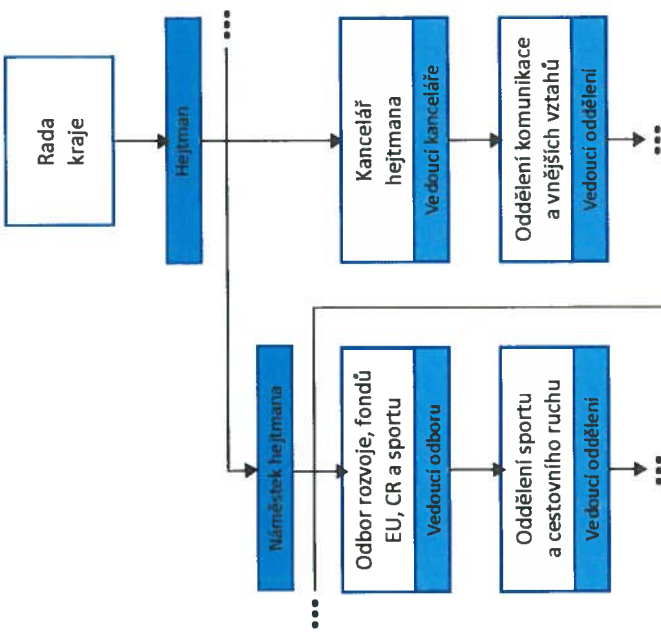 Rada
kraje
Hejtman
•••
Náměstek hejtmana
•••
Kancelář
hejtmana
Vedoucí kanceláře
Odbor rozvoje, fondů
EU, CR a sportu
Vedoucí odboru
Oddělení komunikace
a vnějších vztahů
Vedoucí oddělení
•••
Oddělení sportu
a cestovního ruchu
Vedoucí oddělení
•••